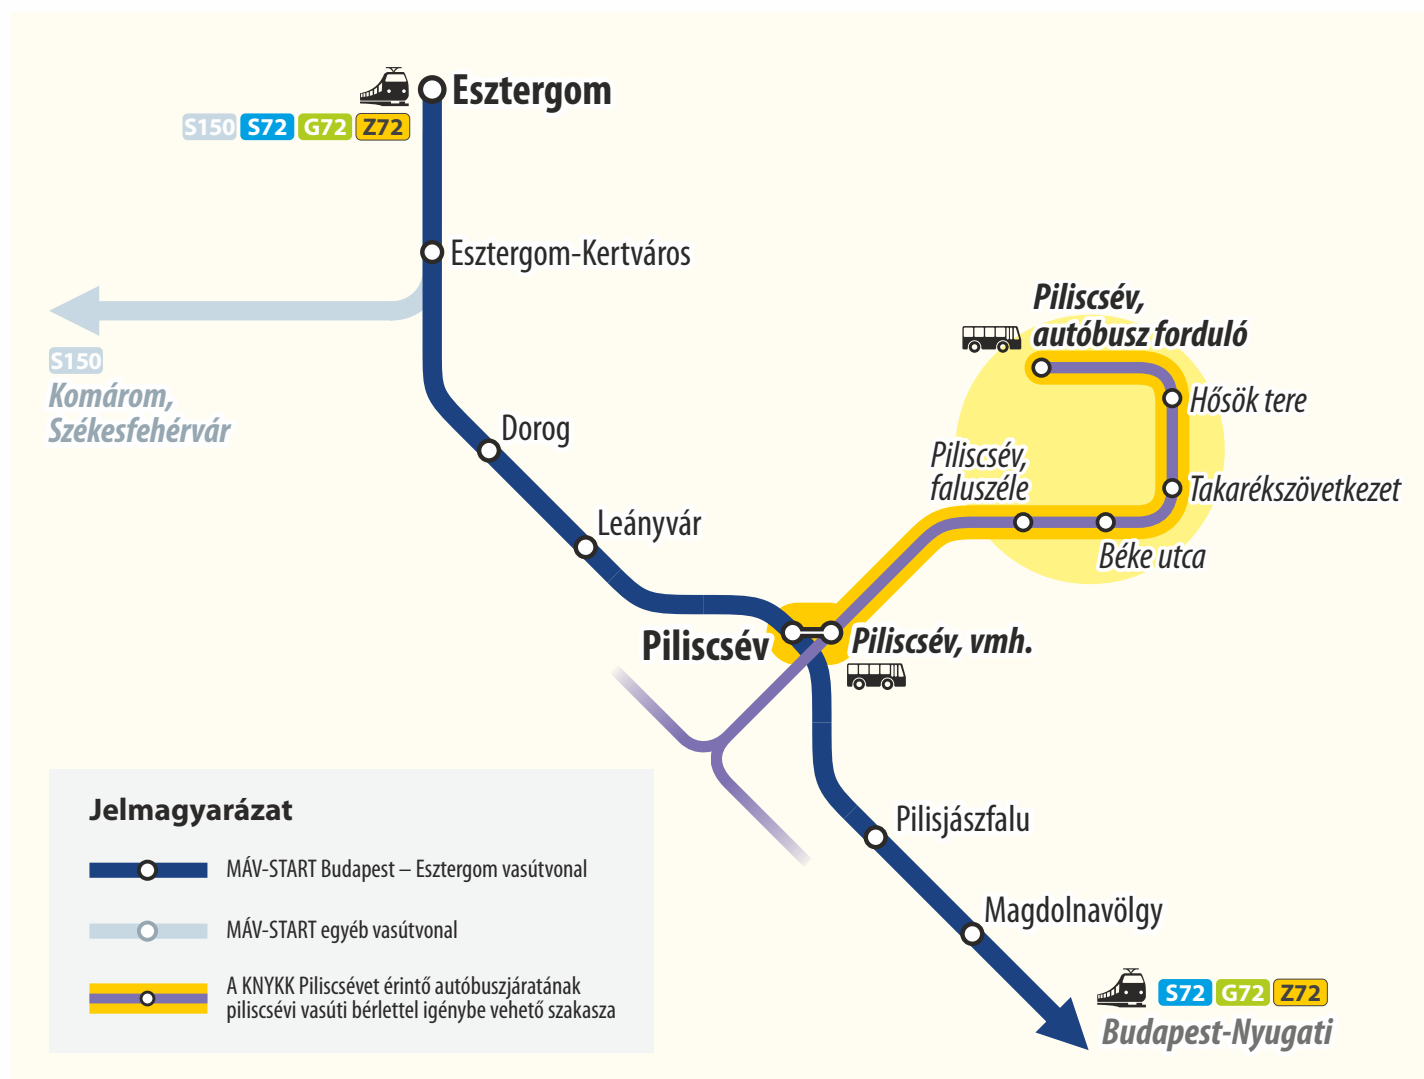 Esztergom
S150 S72 G72 Z72
Esztergom-Kertváros
S150
Komárom,
Székesfehérvár
Dorog
Leányvár
Piliscsév,
autóbusz forduló
Hősök tere
Takarékszövetkezet
Piliscsév,
faluszéle
Béke utca
Piliscsév
Piliscsév, vmh.
Pilisjászfalu
Magdolnavölgy
S72 G72 Z72
Budapest-Nyugati
Jelmagyarázat
MÁV-START Budapest – Esztergom vasútvonal
MÁV-START egyéb vasútvonal
A KNYKK Piliscsévet érintő autóbuszjáratának
piliscsévi vasúti bérlettel igénybe vehető szakasza